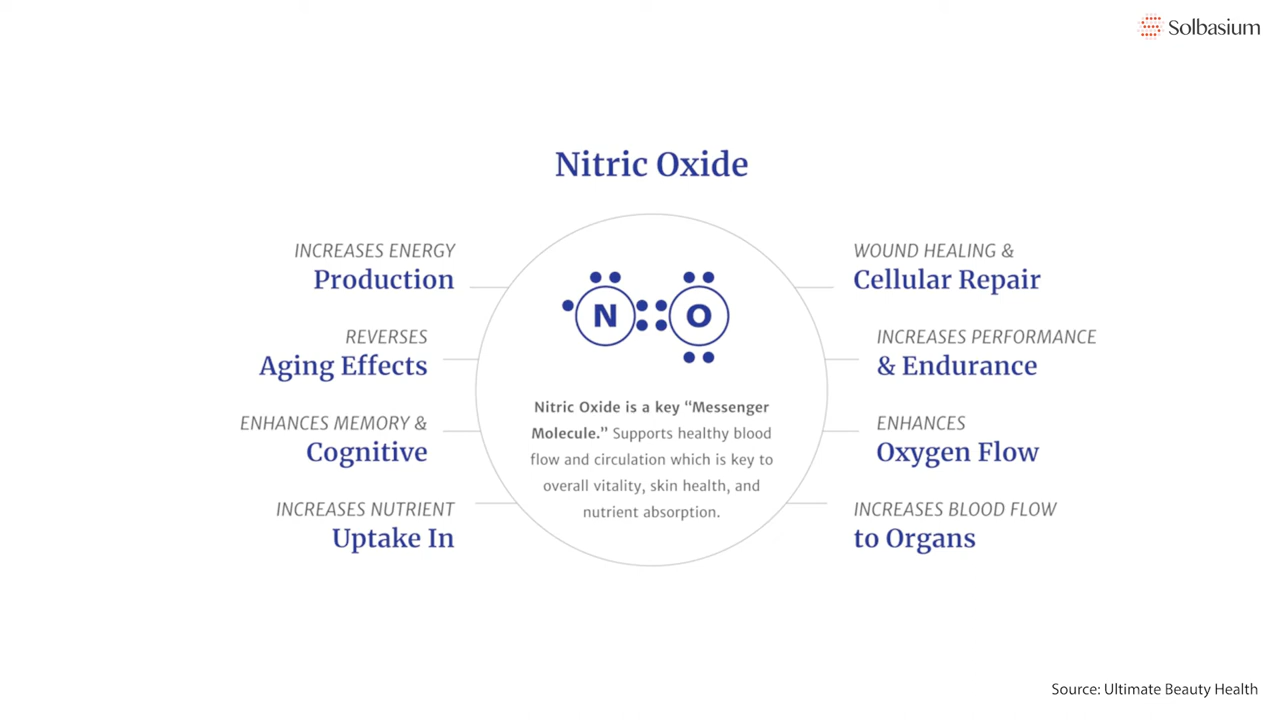 Solbasium
Nitric Oxide
INCREASES ENERGY
Production
REVERSES
Aging Effects
ENHANCES MEMORY &
Cognitive
INCREASES NUTRIENT
Uptake In
N O
Nitric Oxide is a key “Messenger
Molecule.” Supports healthy blood
flow and circulation which is key to
overall vitality, skin health, and
nutrient absorption.
WOUND HEALING &
Cellular Repair
INCREASES PERFORMANCE
& Endurance
ENHANCES
Oxygen Flow
INCREASES BLOOD FLOW
to Organs
Source: Ultimate Beauty Health